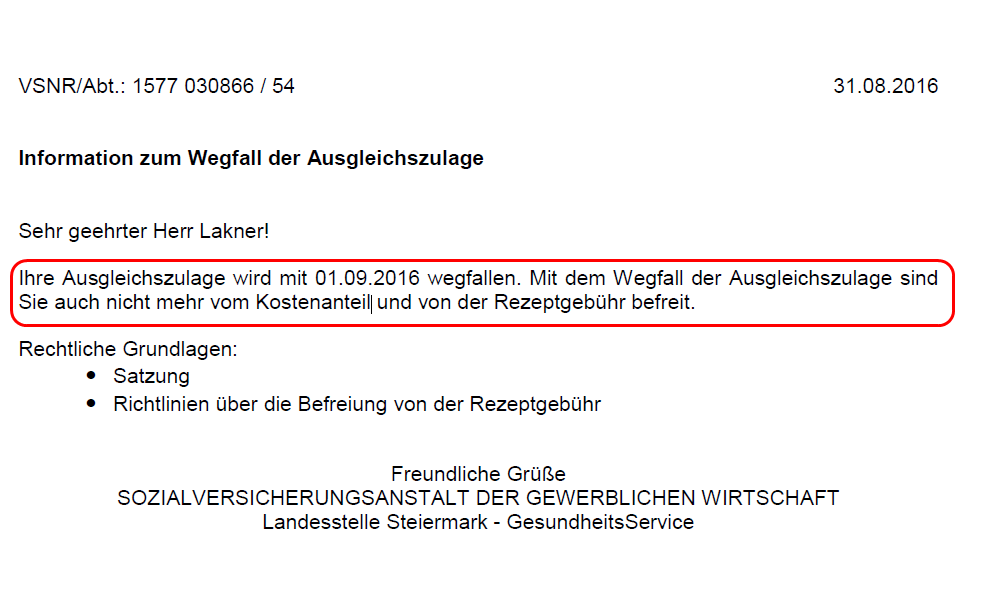 VSNR/Abt.: 1577 030866 / 54 31.08.2016
Information zum Wegfall der Ausgleichszulage
Sehr geehrter Herr Lakner!
Ihre Ausgleichszulage wird mit 01.09.2016 wegfallen. Mit dem Wegfall der Ausgleichszulage sind
Sie auch nicht mehr vom Kostenanteil und von der Rezeptgebühr befreit.
Rechtliche Grundlagen:
• Satzung
• Richtlinien über die Befreiung von der Rezeptgebühr
Freundliche Grüße
SOZIALVERSICHERUNGSANSTALT DER GEWERBLICHEN WIRTSCHAFT
Landesstelle Steiermark - GesundheitsService